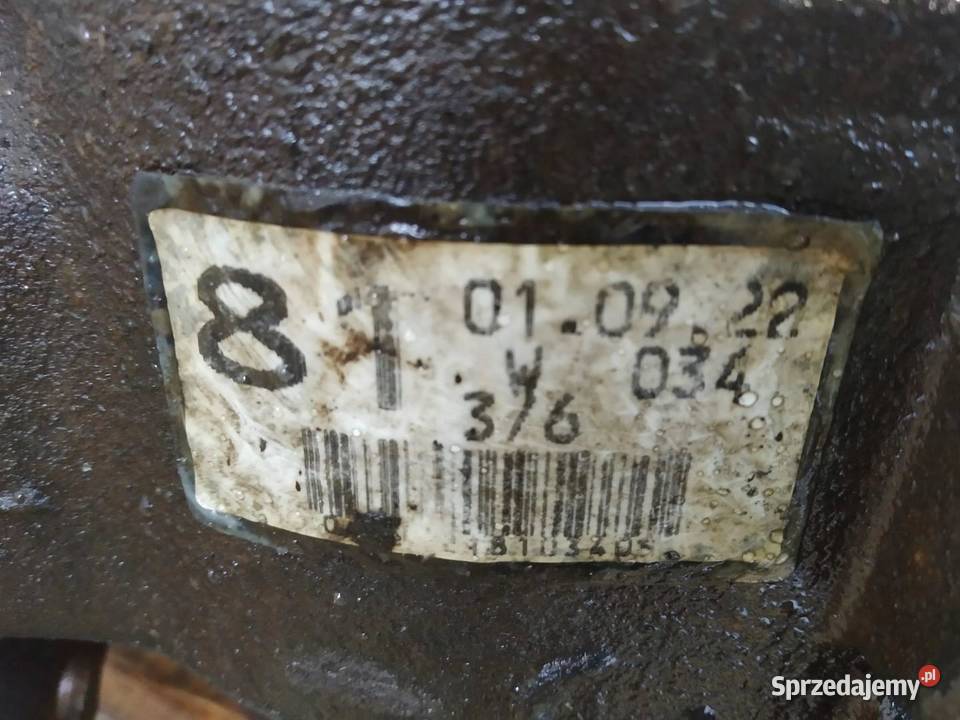 81 01.09.22
W 034
3/6
Sprzedajemy.pl